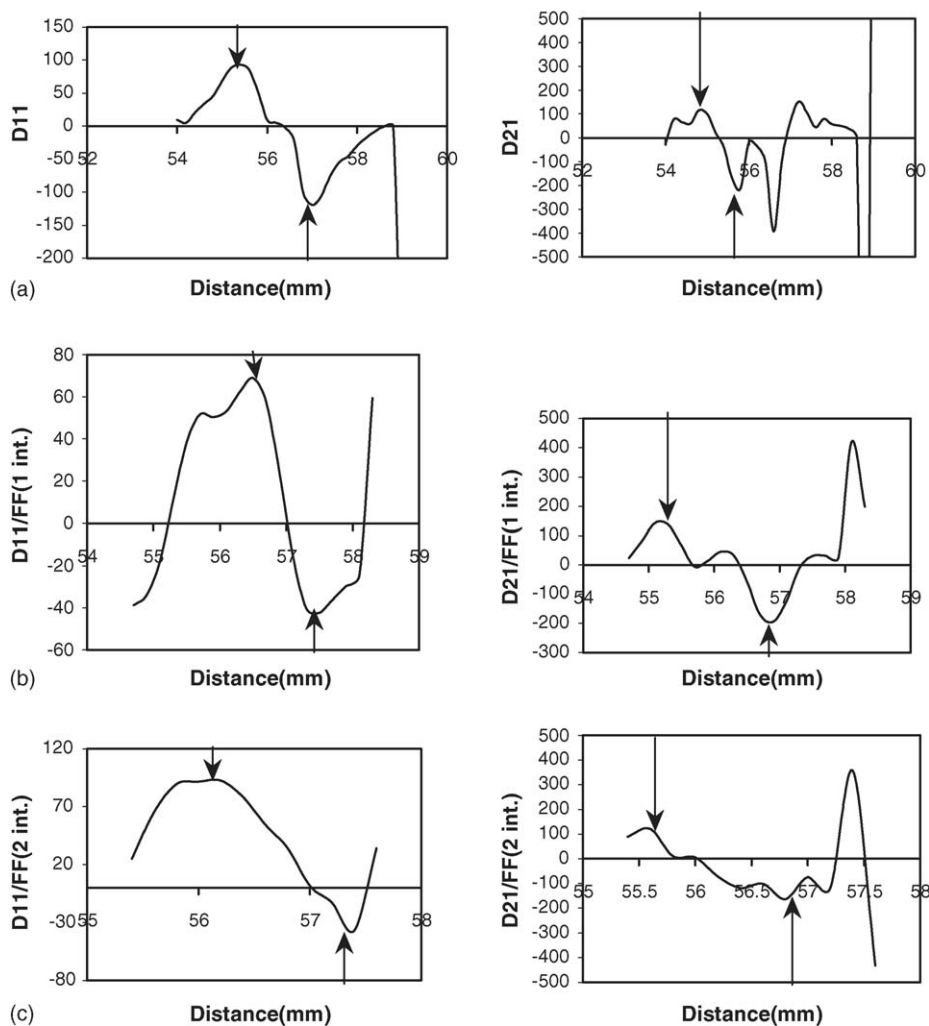 D11
150
100
50
0
-50
-100
-150
-200
52 54 56 58 60
Distance(mm)
D21
500
400
300
200
100
0
-100
-200
-300
-400
-500
52 54 56 58 60
Distance(mm)
(a)
D11/FF(1 int.)
80
60
40
20
0
-20
-40
-60
54 55 56 57 58 59
Distance(mm)
D21/FF(1 int.)
500
400
300
200
100
0
-100
-200
-300
54 55 56 57 58 59
Distance(mm)
(b)
D11/FF(2 int.)
120
70
20
-30
-80
55 56 57 58
Distance(mm)
D21/FF(2 int.)
500
400
300
200
100
0
-100
-200
-300
-400
-500
55 55.5 56 56.5 57 57.5 58
Distance(mm)
(c)